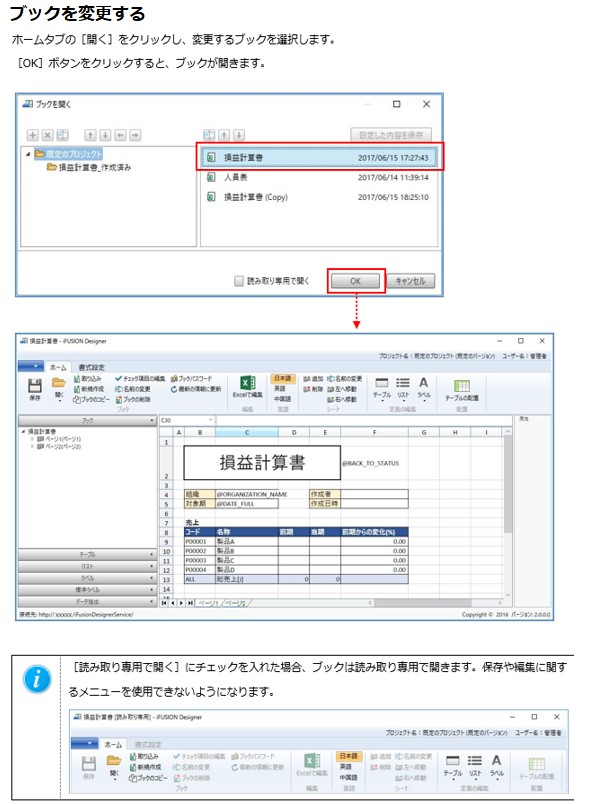 ブックを変更する
ホームタブの［開く］をクリックし、変更するブックを選択します。
［OK］ボタンをクリックすると、ブックが開きます。
ブックを開く
設定した内容を保存
既定のプロジェクト
損益計算書_作成済み
損益計算書 2017/06/15 17:27:43
人員表 2017/06/14 11:39:14
損益計算書 (Copy) 2017/06/15 18:25:10
読み取り専用で開く OK キャンセル
損益計算書 - iFUSION Designer
プロジェクト名：既定のプロジェクト (既定のバージョン) ユーザー名：管理者
ホーム 書式設定
取り込み チェック項目の編集 ブックパスワード 日本語 追加 名前の変更
新規作成 名前の変更 最新の情報に更新 英語 削除 左へ移動
保存 開く ブックのコピー ブックの削除 Excelで編集 中国語 右へ移動 テーブル リスト ラベル テーブルの配置
ブック 編集 言語 シート 定義の編集 配置
ブック C30
損益計算書
ページ1(ページ1)
ページ2(ページ2)
A B C D E F G H I
1
2 損益計算書 @BACK_TO_STATUS
3
4 組織 @ORGANIZATION_NAME 作成者
5 対象期 @DATE_FULL 作成日時
6
7 売上
8 コード 名称 前期 当期 前期からの変化(%)
9 P00001 製品A 0.00
10 P00002 製品B 0.00
11 P00003 製品C 0.00
12 P00004 製品D 0.00
13 ALL 総売上[J] 0 0
14
テーブル
リスト
ラベル
標準ラベル
データ抽出
ページ1 ページ2
接続先: http://xxxxx/iFusionDesignerService/ Copyright © 2016 バージョン: 2.0.0.0
［読み取り専用で開く］にチェックを入れた場合、ブックは読み取り専用で開きます。保存や編集に関す
るメニューを使用できないようになります。
損益計算書 [読み取り専用] - iFUSION Designer
プロジェクト名：既定のプロジェクト (既定のバージョン) ユーザー名：管理者
ホーム 書式設定
取り込み チェック項目の編集 ブックパスワード 日本語 追加 名前の変更
新規作成 名前の変更 最新の情報に更新 英語 削除 左へ移動
保存 開く ブックのコピー ブックの削除 Excelで編集 中国語 右へ移動 テーブル リスト ラベル テーブルの配置
ブック 編集 言語 シート 定義の編集 配置